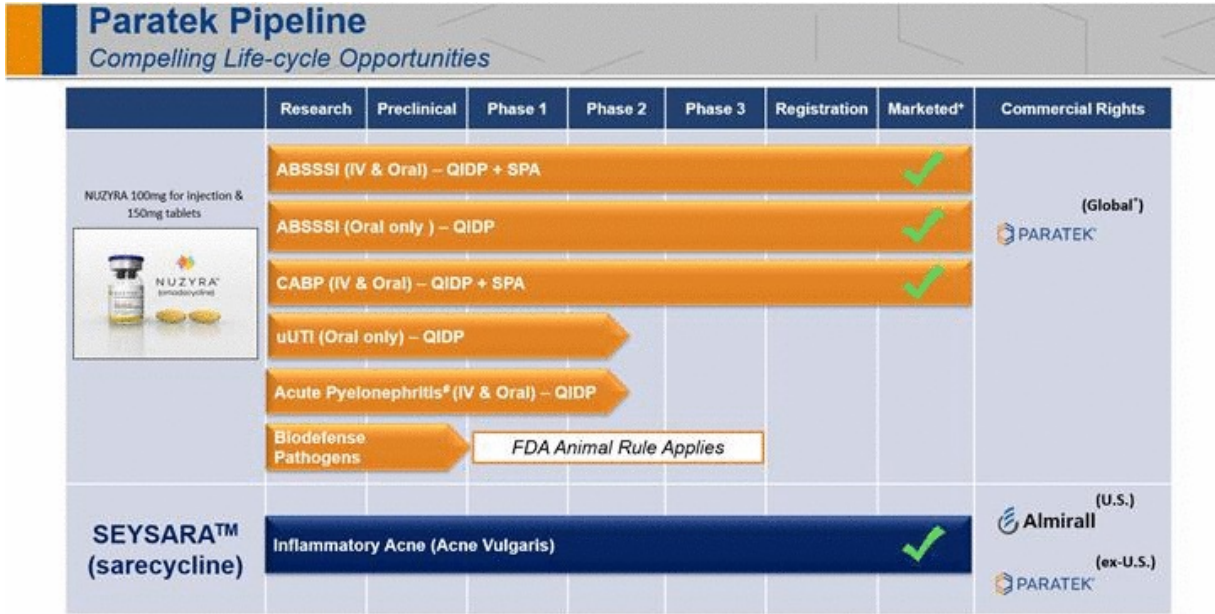 Paratek Pipeline
Compelling Life-cycle Opportunities
Research Preclinical Phase 1 Phase 2 Phase 3 Registration Marketed+ Commercial Rights
NUZYRA 100mg for injection &
150mg tablets
NUZYRA
(omadacycline)
ABSSSI (IV & Oral) – QIDP + SPA
ABSSSI (Oral only ) – QIDP
CABP (IV & Oral) – QIDP + SPA
uUTI (Oral only) – QIDP
Acute Pyelonephritis# (IV & Oral) – QIDP
Biodefense
Pathogens
FDA Animal Rule Applies
(Global*)
PARATEK
SEYSARA™
(sarecycline)
Inflammatory Acne (Acne Vulgaris)
(U.S.)
Almirall
(ex-U.S.)
PARATEK